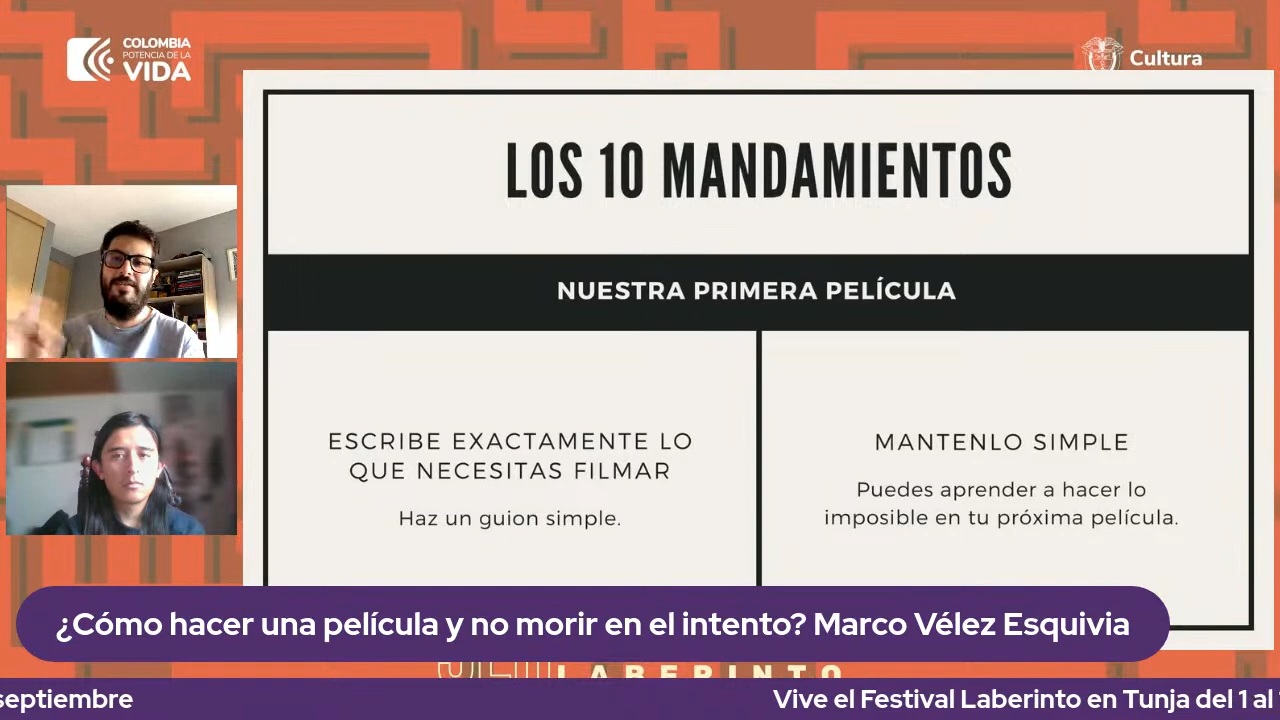 COLOMBIA
POTENCIA DE LA
VIDA
Cultura
LOS 10 MANDAMIENTOS
NUESTRA PRIMERA PELÍCULA
ESCRIBE EXACTAMENTE LO
QUE NECESITAS FILMAR
Haz un guion simple.
MANTENLO SIMPLE
Puedes aprender a hacer lo
imposible en tu próxima película.
¿Cómo hacer una película y no morir en el intento? Marco Vélez Esquivia
LABERINTO
septiembre
Vive el Festival Laberinto en Tunja del 1 al